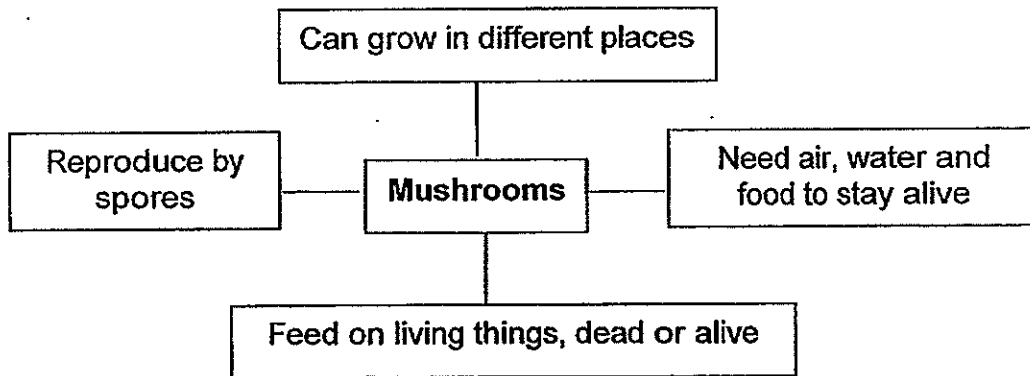 Can grow in different places
Reproduce by
spores
Mushrooms
Need air, water and
food to stay alive
Feed on living things, dead or alive